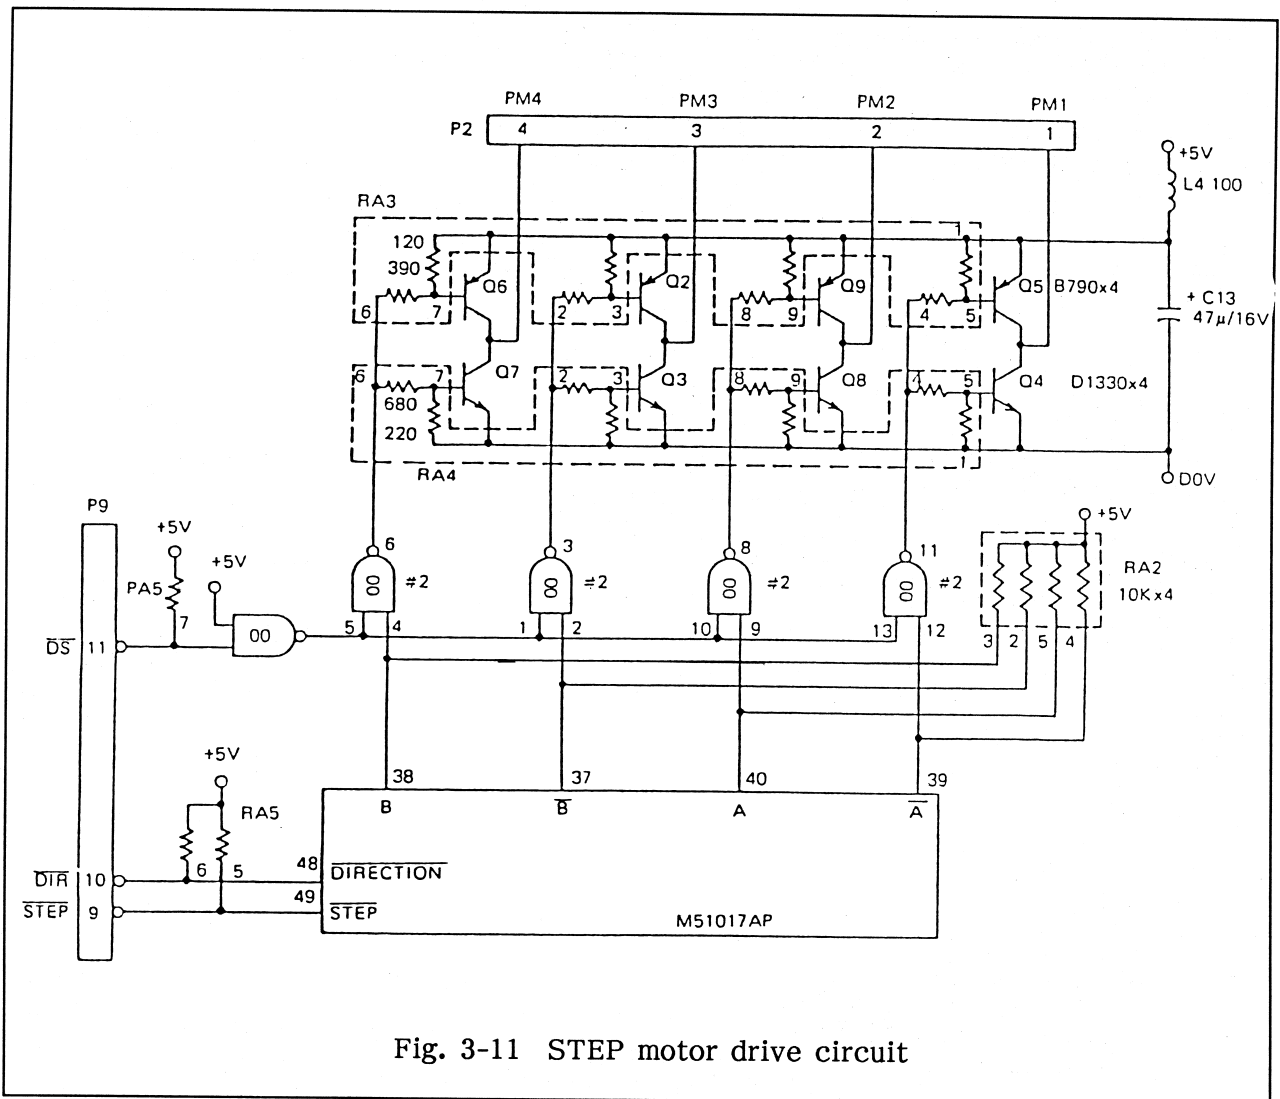 PM4 PM3 PM2 PM1
P2 4 3 2 1
+5V
L4 100
RA3
1
120
390
Q6 Q2 Q9 Q5 B790x4
6 7 2 3 8 9 4 5
+ C13
47μ/16V
6 7 2 3 8 9 4 5
Q7 Q3 Q8 Q4 D1330x4
680
220
1
RA4
D0V
P9
+5V
+5V
+5V
PA5
7
6 3 8 11
00 #2 00 #2 00 #2 00 #2
RA2
10Kx4
D̅S̅ 11
00
5 4 1 2 10 9 13 12
3 2 5 4
+5V
RA5
38 37 40 39
B B̅ A A̅
6 5
48 D̅I̅R̅E̅C̅T̅I̅O̅N̅
D̅I̅R̅ 10
49 S̅T̅E̅P̅
S̅T̅E̅P̅ 9
M51017AP
Fig. 3-11 STEP motor drive circuit